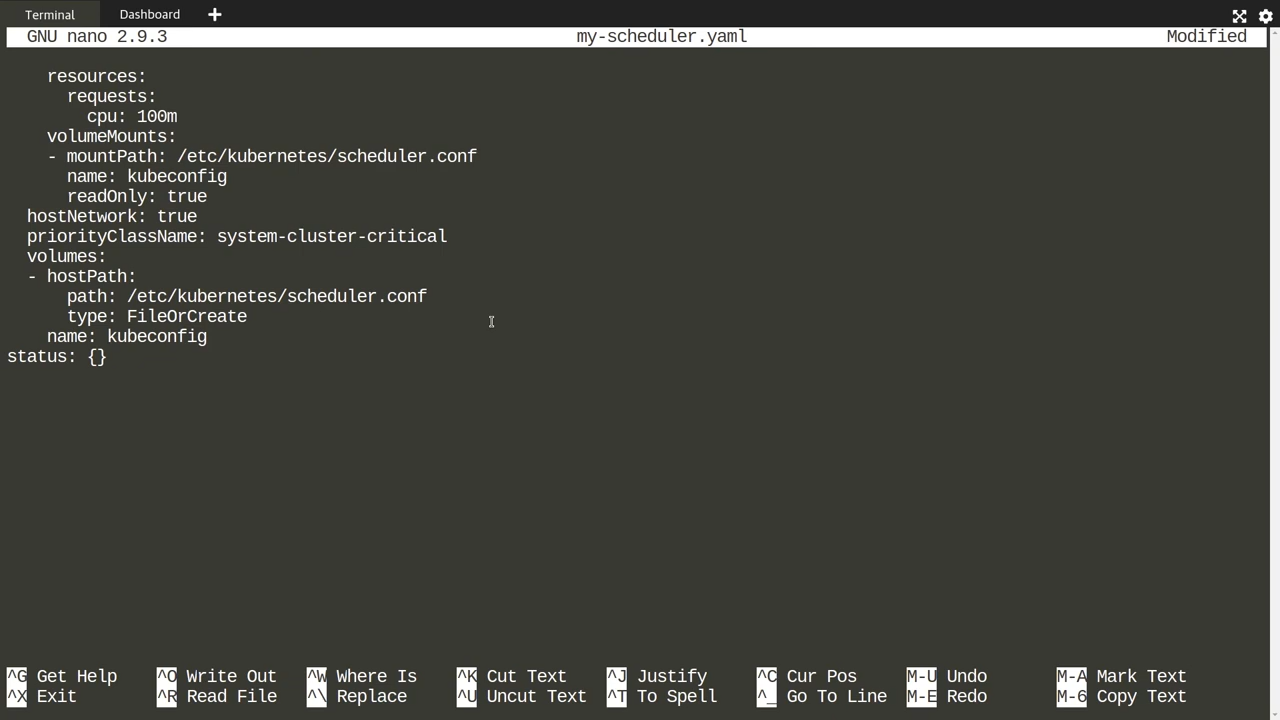 Terminal Dashboard +
GNU nano 2.9.3 my-scheduler.yaml Modified
    resources:
      requests:
        cpu: 100m
    volumeMounts:
    - mountPath: /etc/kubernetes/scheduler.conf
      name: kubeconfig
      readOnly: true
  hostNetwork: true
  priorityClassName: system-cluster-critical
  volumes:
  - hostPath:
      path: /etc/kubernetes/scheduler.conf
      type: FileOrCreate
    name: kubeconfig
status: {}
^G Get Help ^O Write Out ^W Where Is ^K Cut Text ^J Justify ^C Cur Pos M-U Undo M-A Mark Text
^X Exit ^R Read File ^\ Replace ^U Uncut Text ^T To Spell ^_ Go To Line M-E Redo M-6 Copy Text